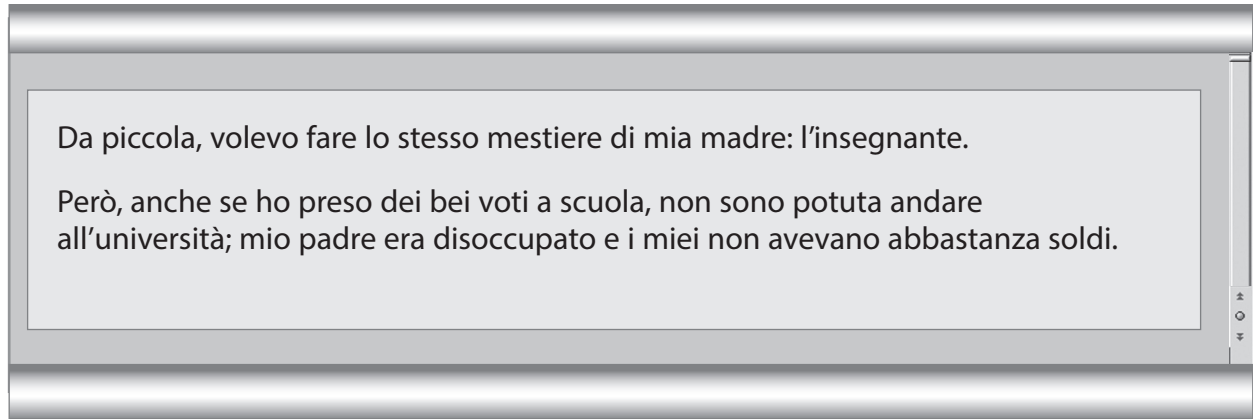 Da piccola, volevo fare lo stesso mestiere di mia madre: l’insegnante.
Però, anche se ho preso dei bei voti a scuola, non sono potuta andare
all’università; mio padre era disoccupato e i miei non avevano abbastanza soldi.